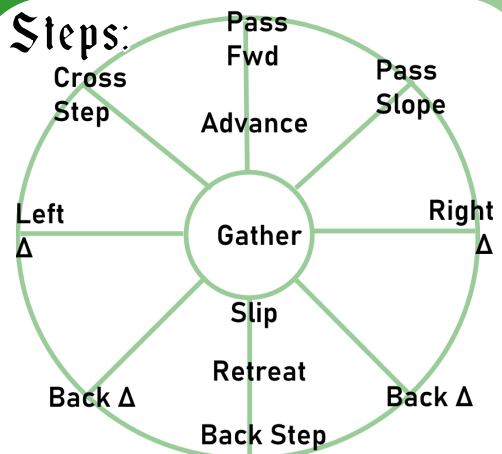 Steps:
Pass
Fwd
Cross
Step
Pass
Slope
Advance
Left
Δ
Right
Δ
Gather
Slip
Retreat
Back Δ
Back Δ
Back Step